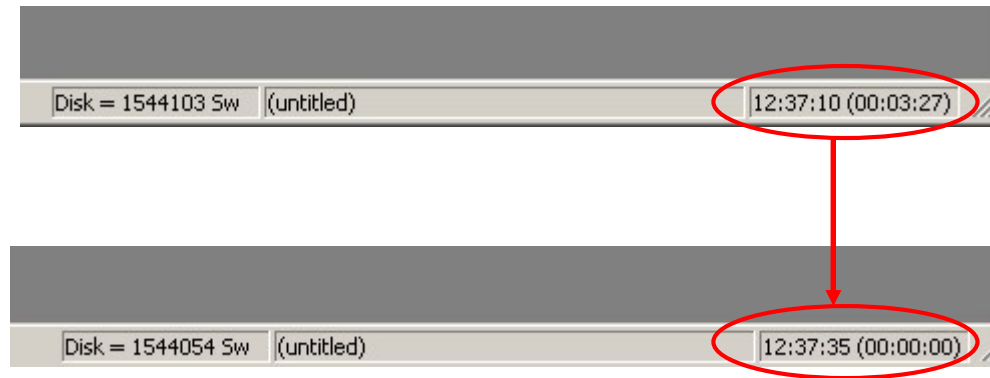 Disk = 1544103 Sw (untitled) 12:37:10 (00:03:27)
Disk = 1544054 Sw (untitled) 12:37:35 (00:00:00)